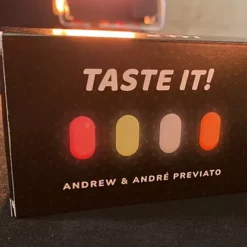 TASTE IT!
ANDREW & ANDRÉ PREVIATO